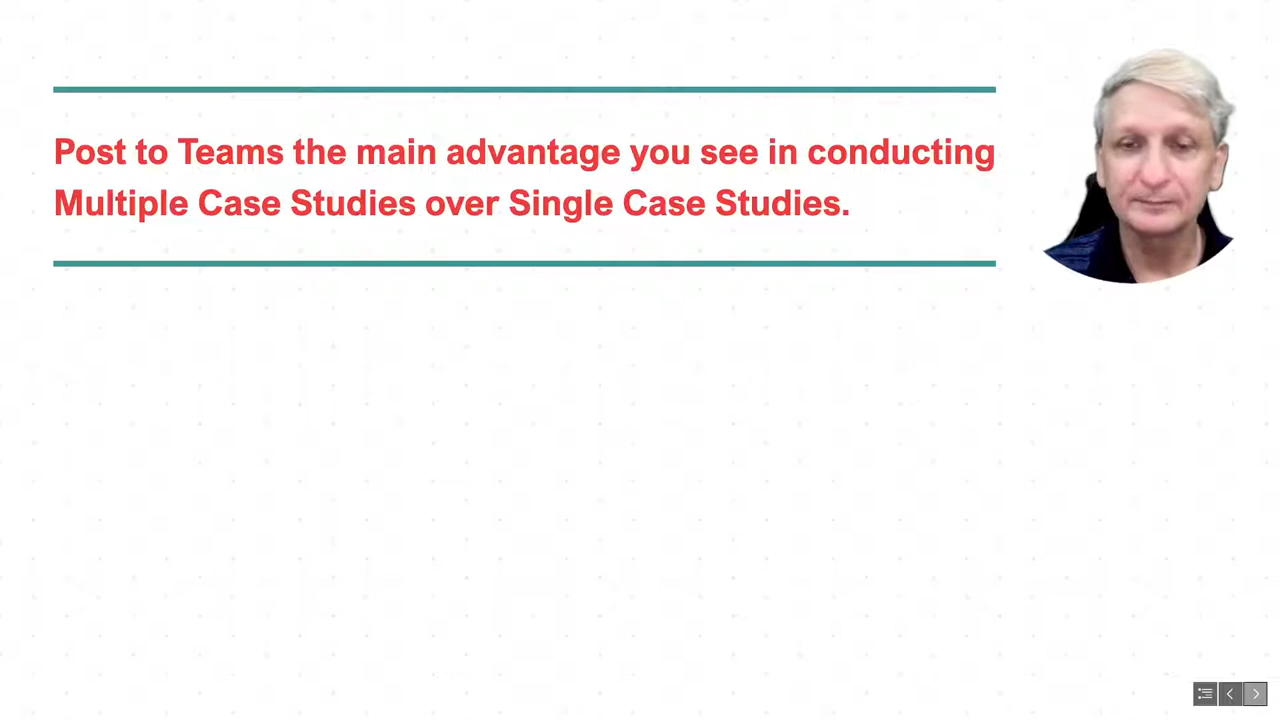 Post to Teams the main advantage you see in conducting
Multiple Case Studies over Single Case Studies.